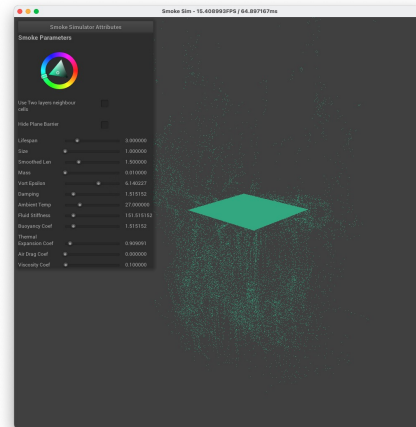 Smoke Sim - 15.408893FPS / 64.897167ms
Smoke Simulator Attributes
Smoke Parameters
Use Two layers neighbour
cells
Hide Plane Barrier
Lifespan 3.000000
Size 1.000000
Smoothed Len 1.500000
Mass 0.010000
Vort Epsilon 6.140227
Damping 1.515152
Ambient Temp 27.000000
Fluid Stiffness 151.515152
Buoyancy Coef 1.515152
Thermal
Expansion Coef 0.909091
Air Drag Coef 0.000000
Viscosity Coef 0.100000